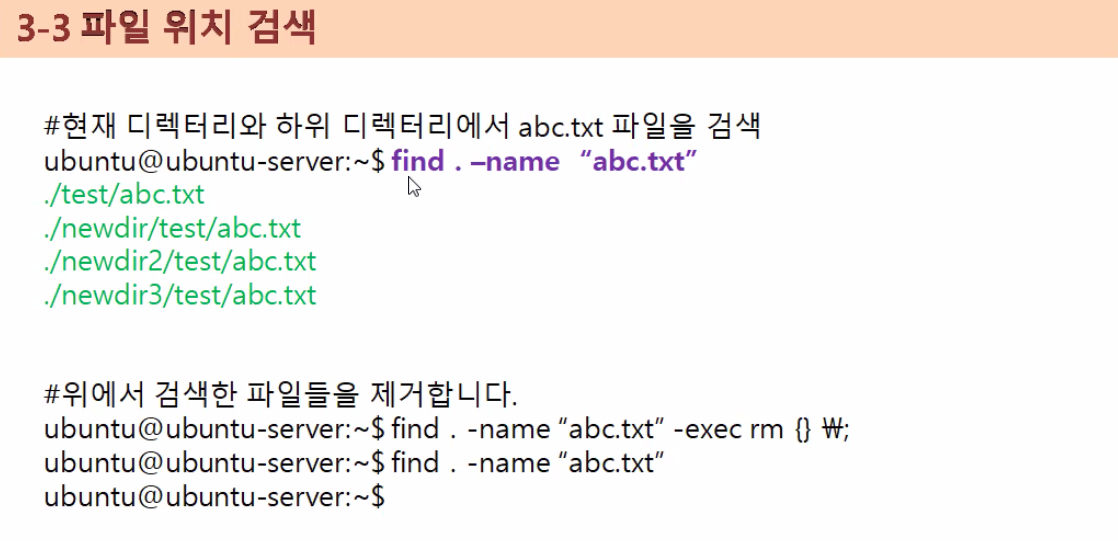 3-3 파일 위치 검색
#현재 디렉터리와 하위 디렉터리에서 abc.txt 파일을 검색
ubuntu@ubuntu-server:~$ find . –name “abc.txt”
./test/abc.txt
./newdir/test/abc.txt
./newdir2/test/abc.txt
./newdir3/test/abc.txt
#위에서 검색한 파일들을 제거합니다.
ubuntu@ubuntu-server:~$ find . -name “abc.txt” -exec rm {} ₩;
ubuntu@ubuntu-server:~$ find . -name “abc.txt”
ubuntu@ubuntu-server:~$